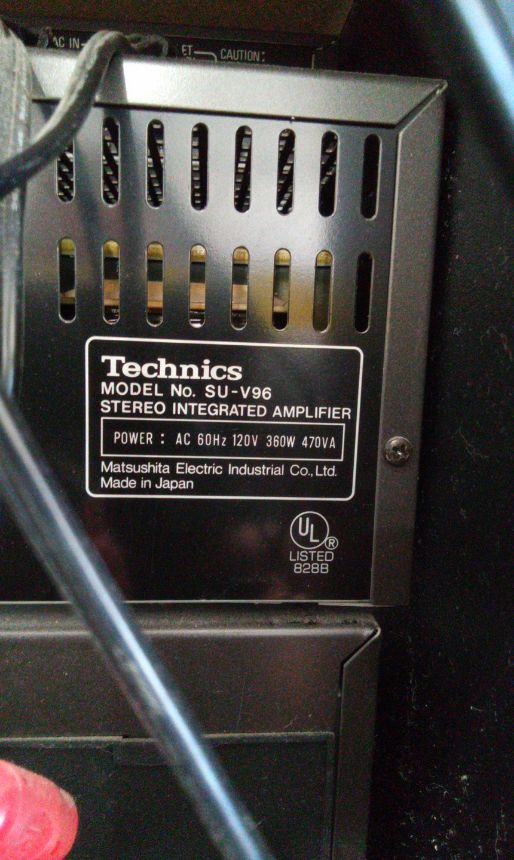 AC IN
ET
CAUTION:
Technics
MODEL No. SU-V96
STEREO INTEGRATED AMPLIFIER
POWER : AC 60Hz 120V 360W 470VA
Matsushita Electric Industrial Co., Ltd.
Made in Japan
UL ®
LISTED
828B